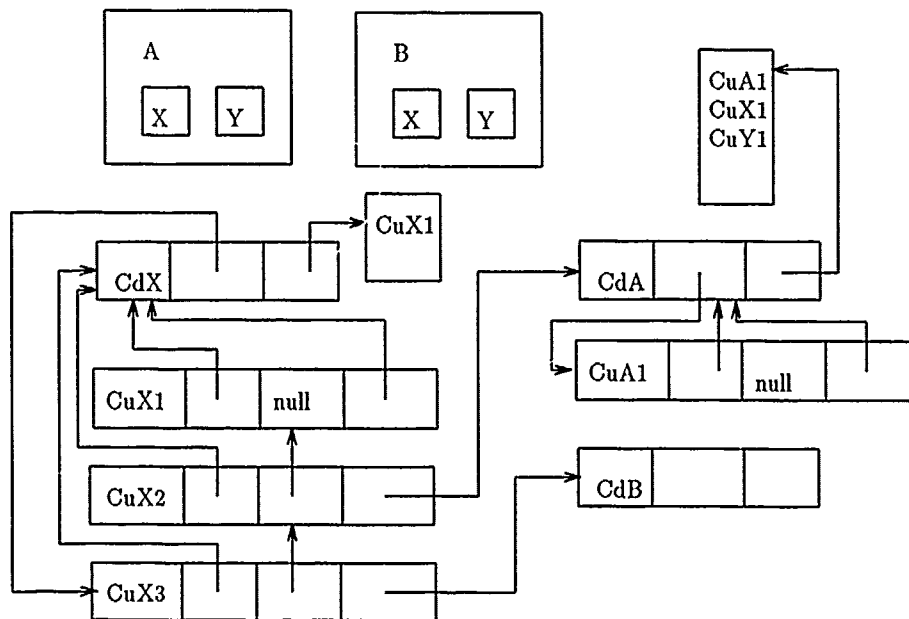 A
X Y
B
X Y
CuA1
CuX1
CuY1
CuX1
CdX
CdA
CuX1 null
CuA1 null
CuX2
CdB
CuX3